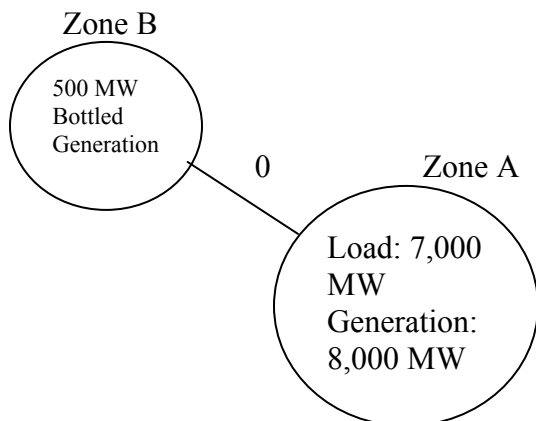 Zone B
500 MW
Bottled
Generation
0
Zone A
Load: 7,000
MW
Generation:
8,000 MW